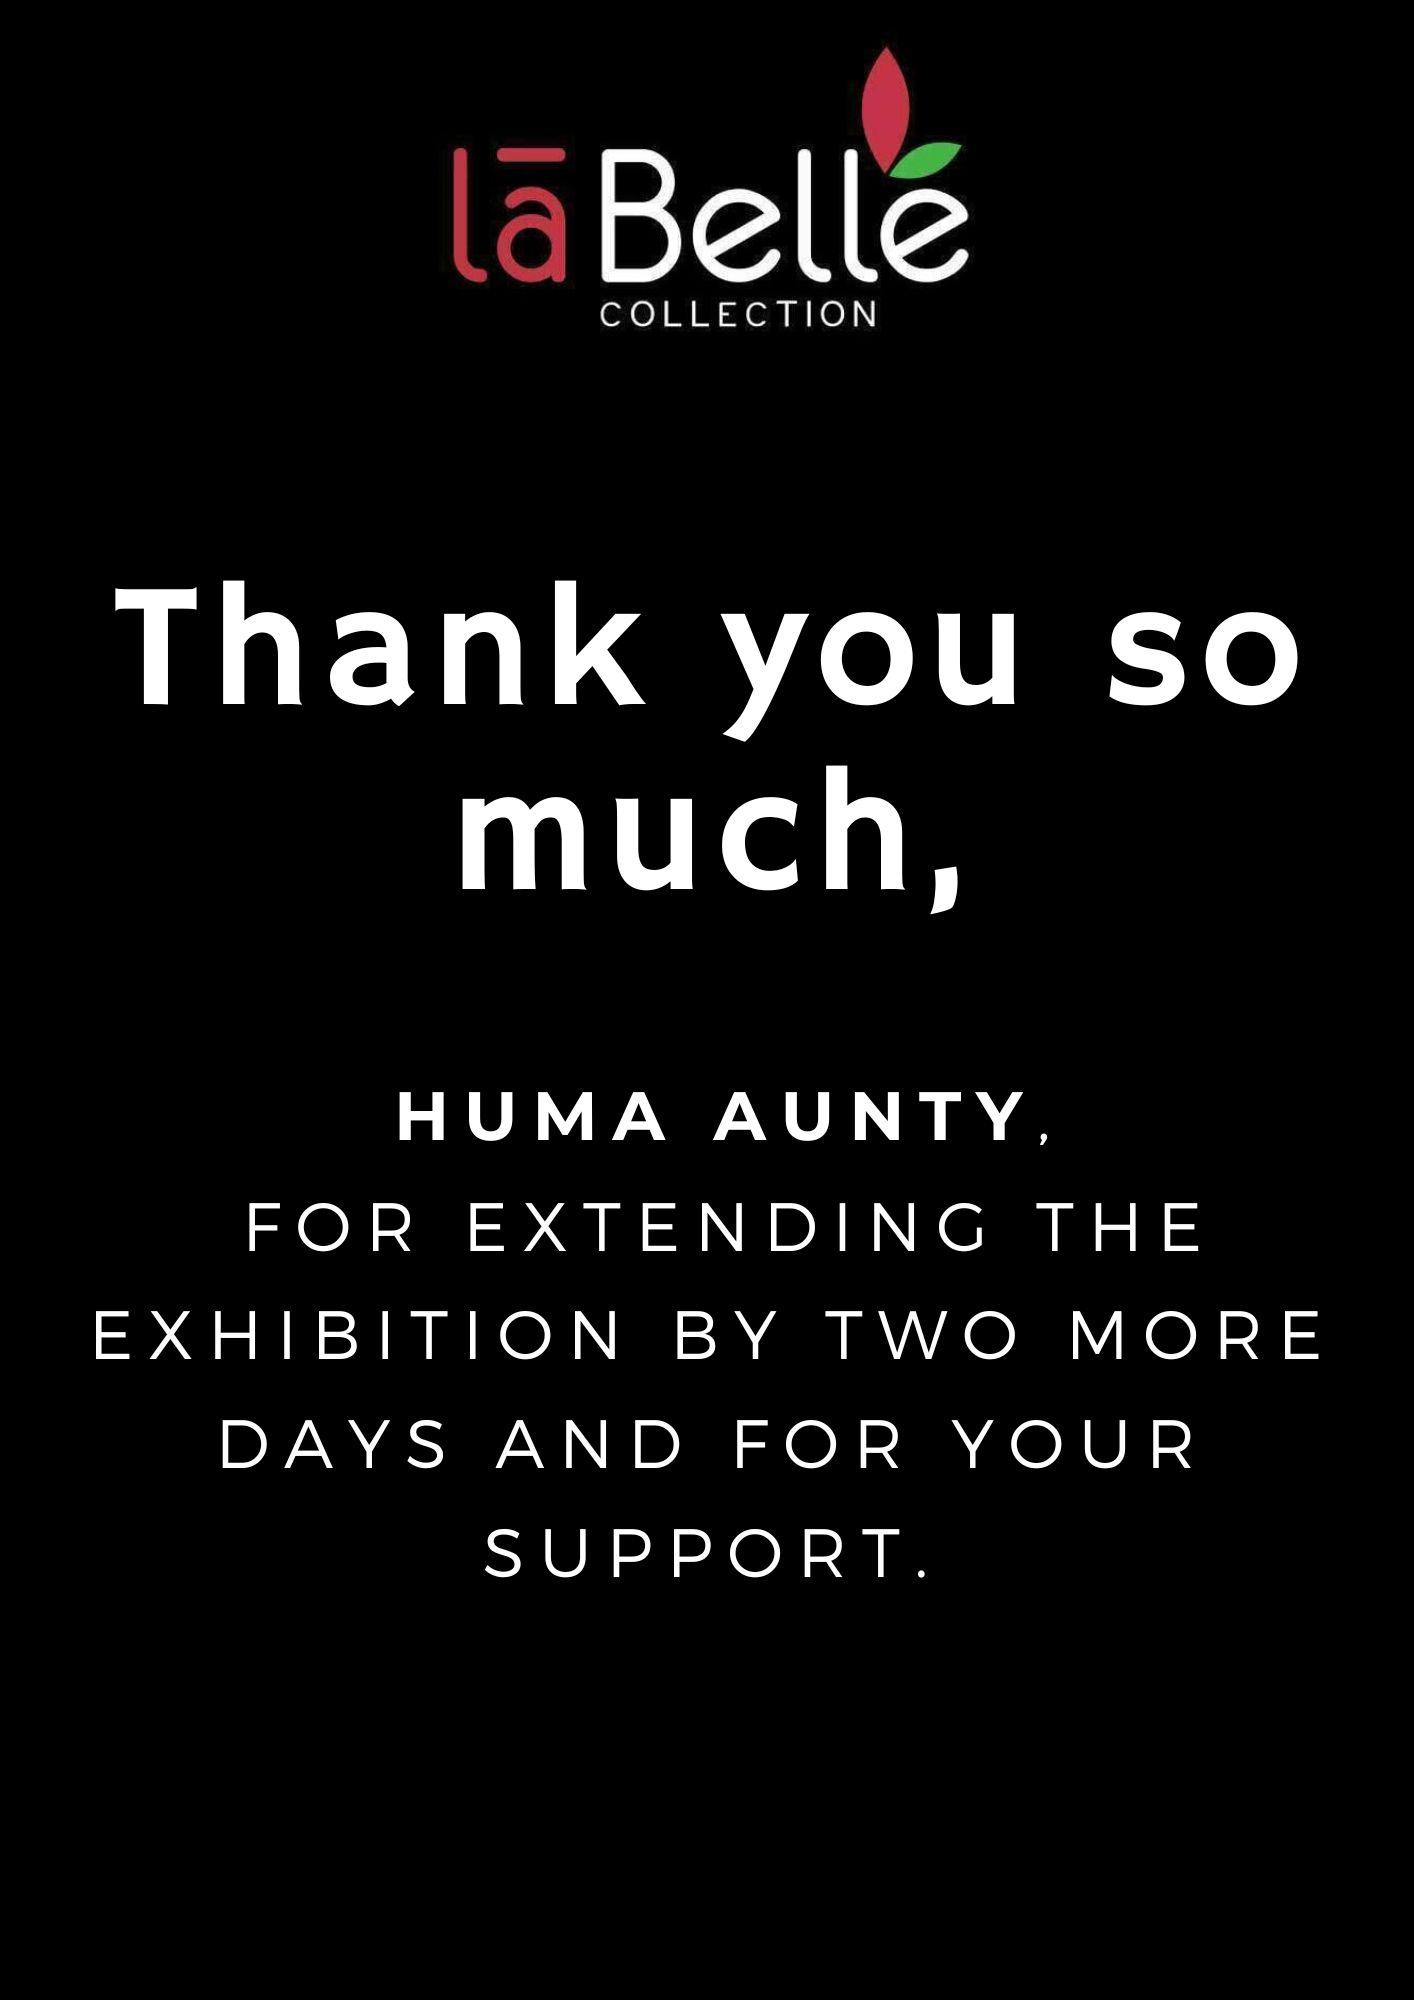 lā Belle
COLLECTION
Thank you so
much,
HUMA AUNTY,
FOR EXTENDING THE
EXHIBITION BY TWO MORE
DAYS AND FOR YOUR
SUPPORT.